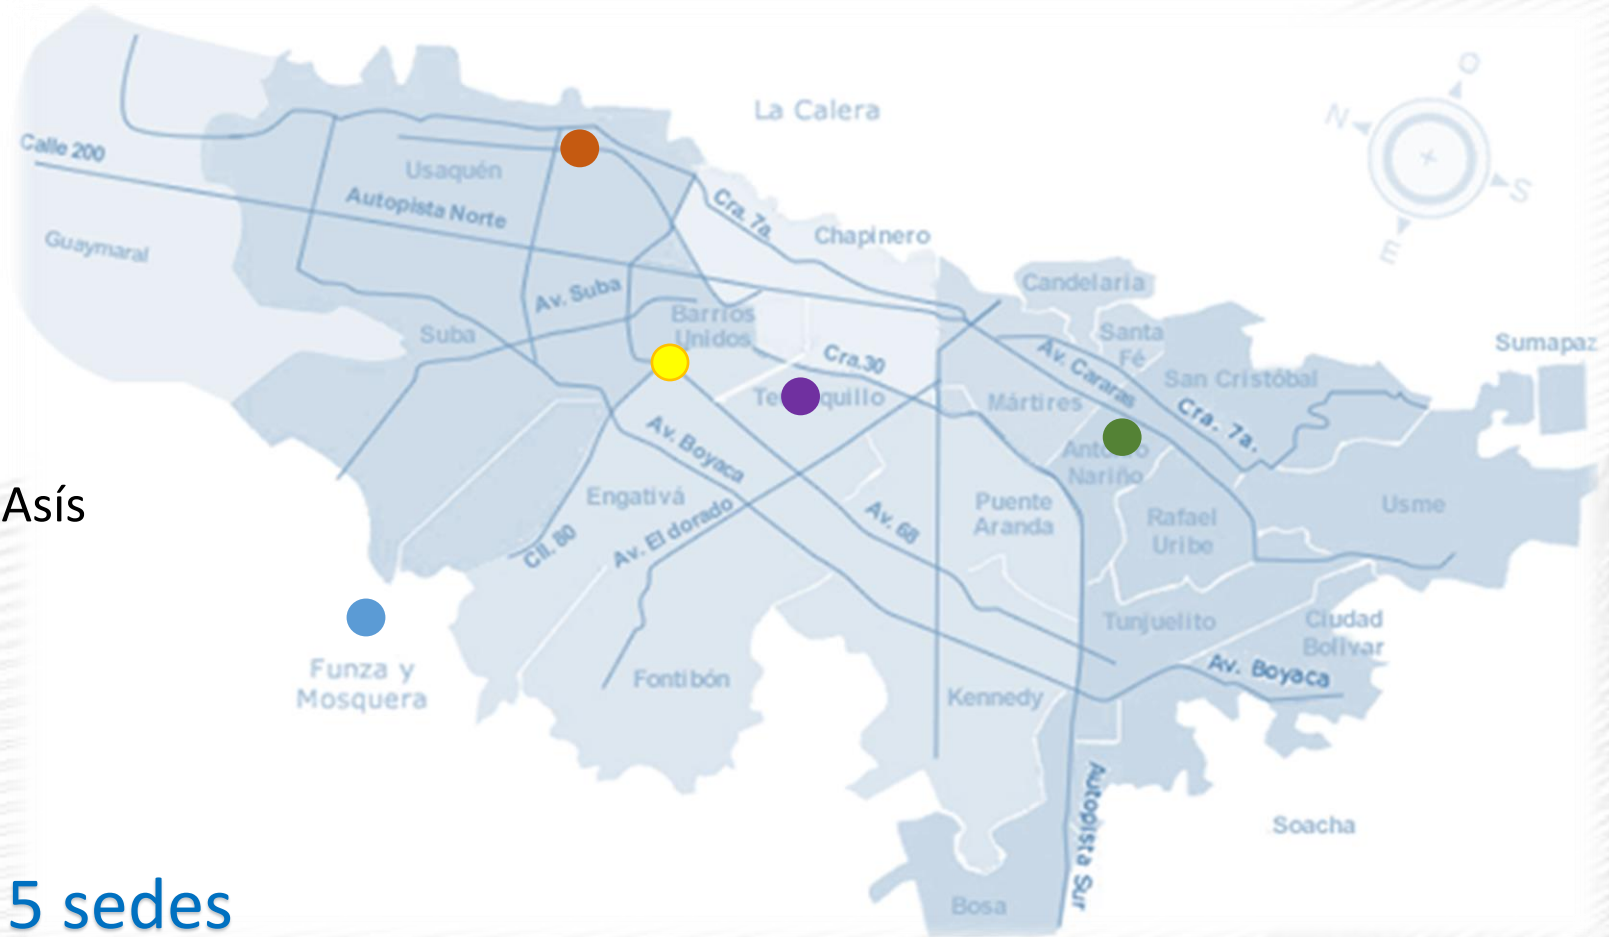 La Calera
O
N
S
E
Calle 200
Usaquén
Autopista Norte
Cra. 7a.
Chapinero
Guaymaral
Candelaria
Av. Suba
Suba
Barrios
Unidos
Santa
Fé
Sumapaz
Cra.30
Av. Cararas
San Cristóbal
Mártires
Cra. 7a.
Av. Boyaca
Nariño
Asís
Engativá
Puente
Aranda
Usme
Av. 68
Rafael
Uribe
Cll. 80
Av. El dorado
Tunjuelito
Ciudad
Bolivar
Funza y
Mosquera
Fontibón
Av. Boyaca
Kennedy
Autopista Sur
Soacha
Bosa
5 sedes